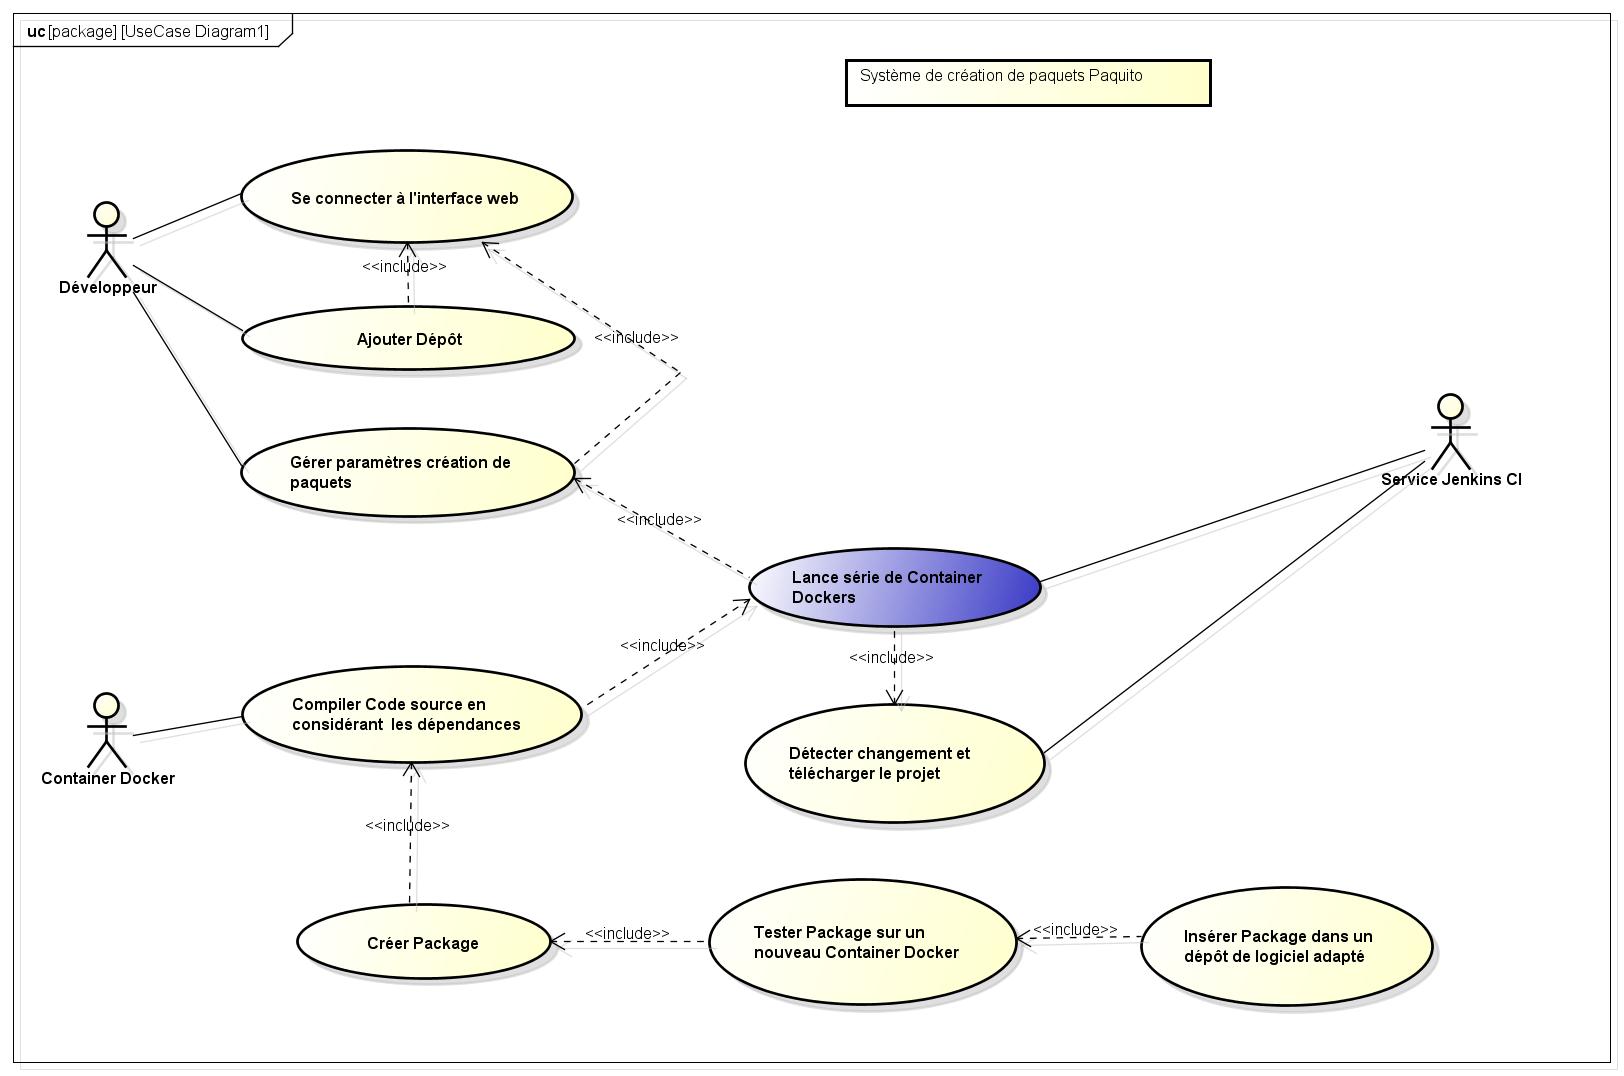 uc [package] [UseCase Diagram1]
Système de création de paquets Paquito
Se connecter à l'interface web
Développeur
<<include>>
Ajouter Dépôt
<<include>>
Gérer paramètres création de
paquets
Service Jenkins CI
<<include>>
Lance série de Container
Dockers
<<include>>
<<include>>
Compiler Code source en
considérant les dépendances
Container Docker
Détecter changement et
télécharger le projet
<<include>>
Créer Package
<<include>>
Tester Package sur un
nouveau Container Docker
<<include>>
Insérer Package dans un
dépôt de logiciel adapté